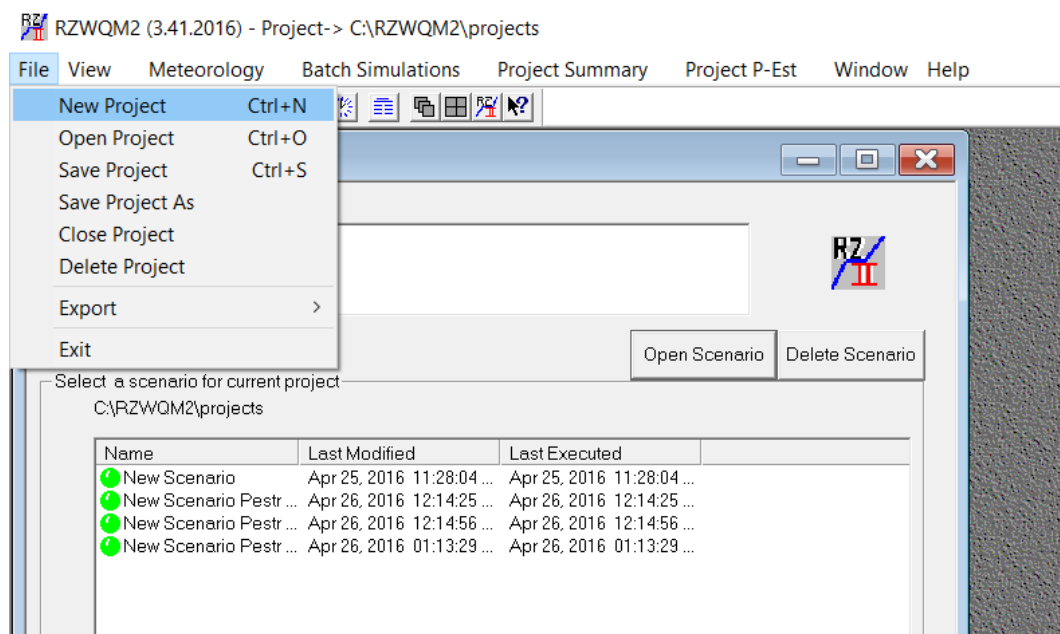 RZWQM2 (3.41.2016) - Project-> C:\RZWQM2\projects
File View Meteorology Batch Simulations Project Summary Project P-Est Window Help
New Project Ctrl+N
Open Project Ctrl+O
Save Project Ctrl+S
Save Project As
Close Project
Delete Project
Export
Exit
RZ II
Open Scenario Delete Scenario
Select a scenario for current project
C:\RZWQM2\projects
Name Last Modified Last Executed
New Scenario Apr 25, 2016 11:28:04 ... Apr 25, 2016 11:28:04 ...
New Scenario Pestr ... Apr 26, 2016 12:14:25 ... Apr 26, 2016 12:14:25 ...
New Scenario Pestr ... Apr 26, 2016 12:14:56 ... Apr 26, 2016 12:14:56 ...
New Scenario Pestr ... Apr 26, 2016 01:13:29 ... Apr 26, 2016 01:13:29 ...